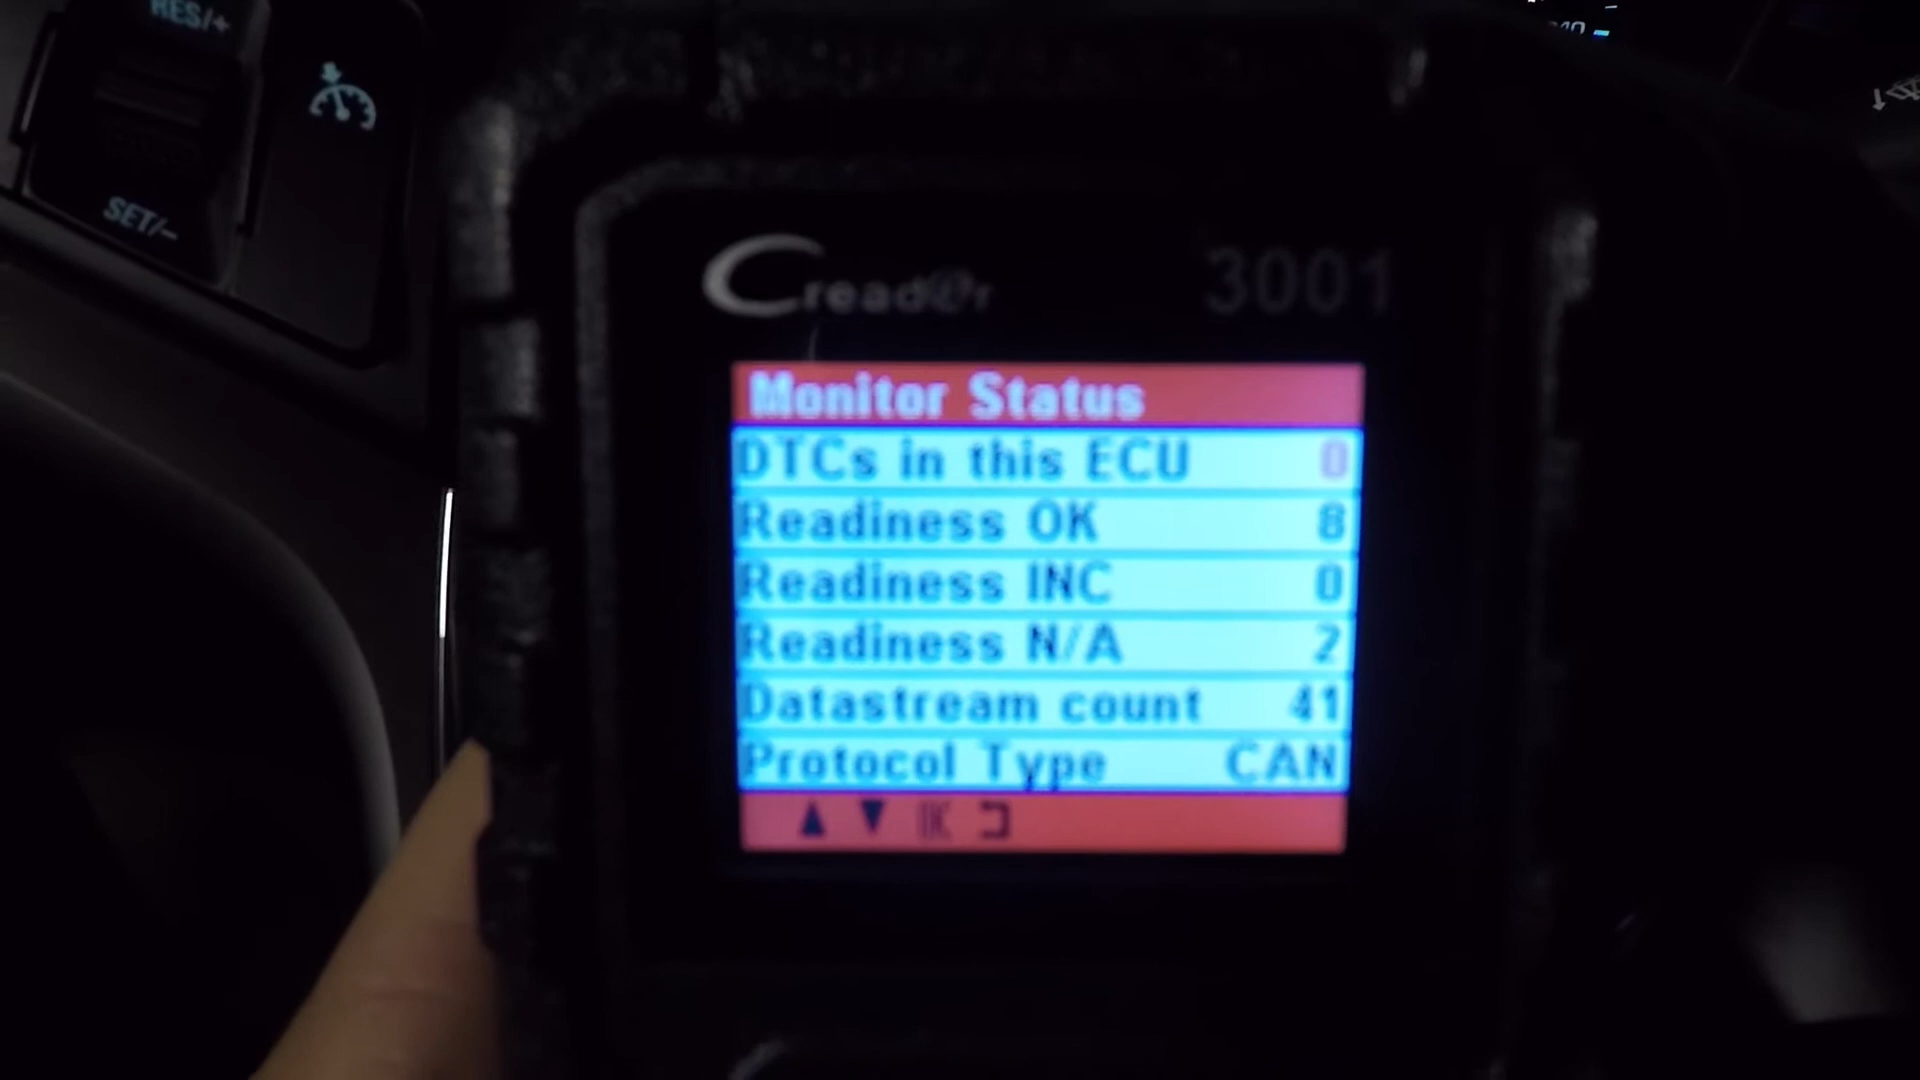 RES/+
SET/-
Creader 3001
Monitor Status
DTCs in this ECU 0
Readiness OK 8
Readiness INC 0
Readiness N/A 2
Datastream count 41
Protocol Type CAN